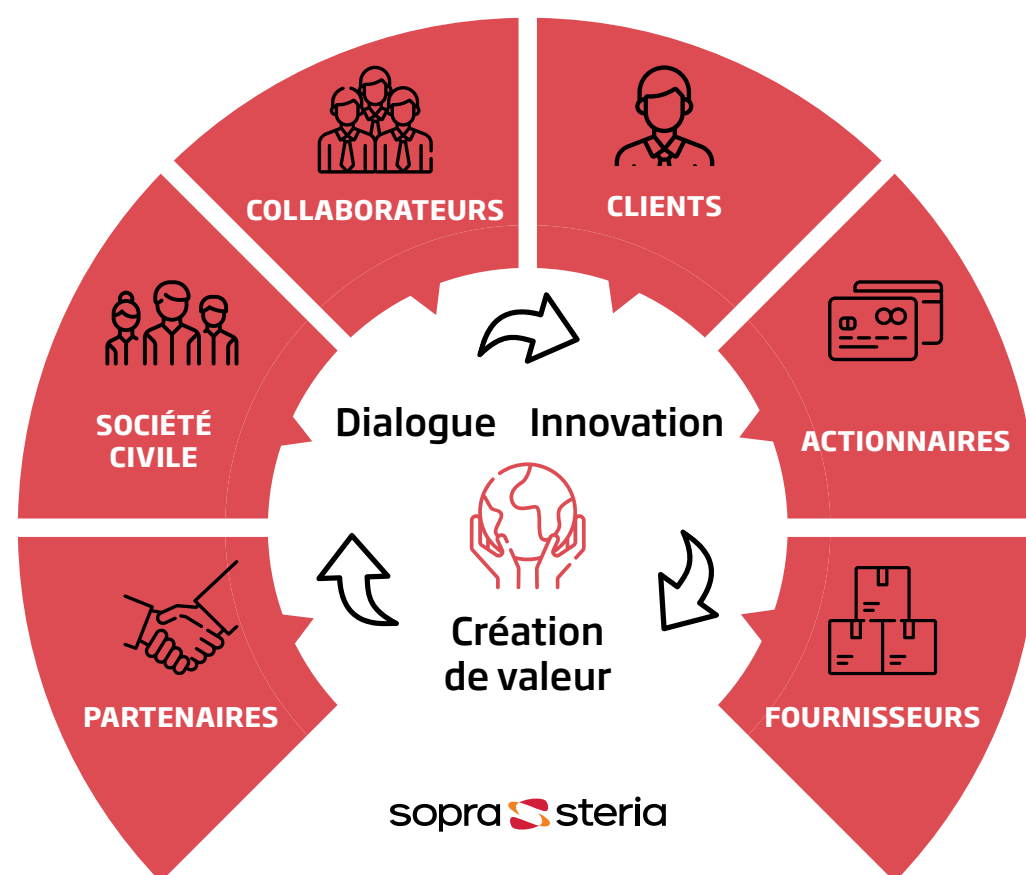 COLLABORATEURS
CLIENTS
SOCIÉTÉ
CIVILE
ACTIONNAIRES
Dialogue
Innovation
Création
de valeur
PARTENAIRES
FOURNISSEURS
sopra steria